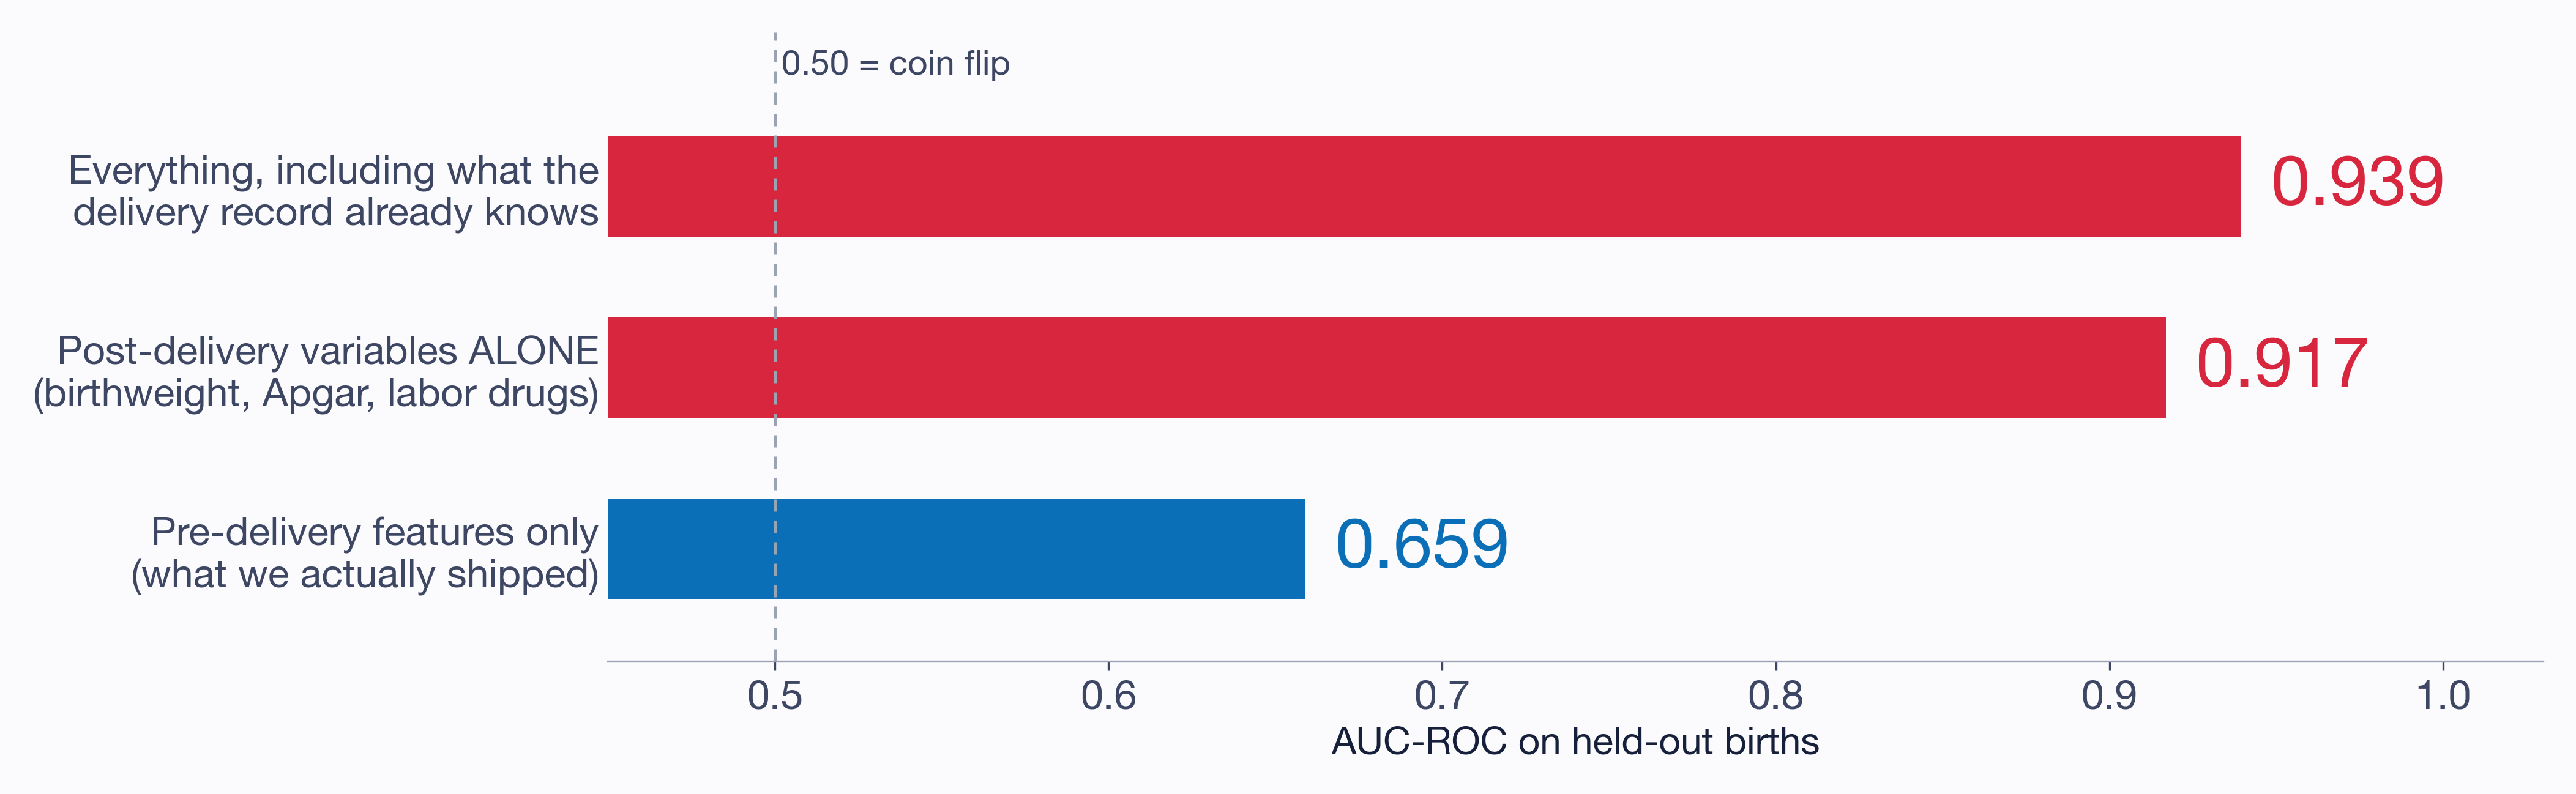 0.50 = coin flip
Everything, including what the
delivery record already knows
0.939
Post-delivery variables ALONE
(birthweight, Apgar, labor drugs)
0.917
Pre-delivery features only
(what we actually shipped)
0.659
0.5 0.6 0.7 0.8 0.9 1.0
AUC-ROC on held-out births